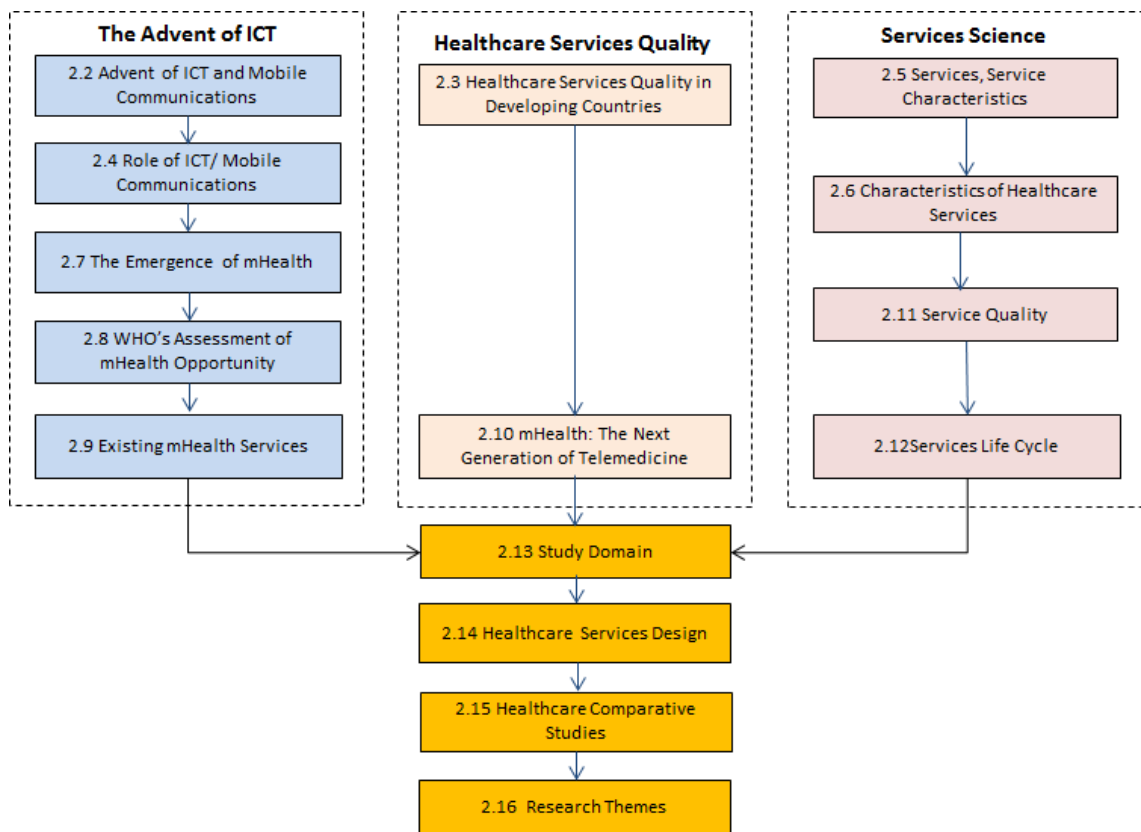 The Advent of ICT
2.2 Advent of ICT and Mobile
Communications
2.4 Role of ICT/ Mobile
Communications
2.7 The Emergence of mHealth
2.8 WHO's Assessment of
mHealth Opportunity
2.9 Existing mHealth Services
Healthcare Services Quality
2.3 Healthcare Services Quality in
Developing Countries
2.10 mHealth: The Next
Generation of Telemedicine
Services Science
2.5 Services, Service
Characteristics
2.6 Characteristics of Healthcare
Services
2.11 Service Quality
2.12Services Life Cycle
2.13 Study Domain
2.14 Healthcare Services Design
2.15 Healthcare Comparative
Studies
2.16 Research Themes